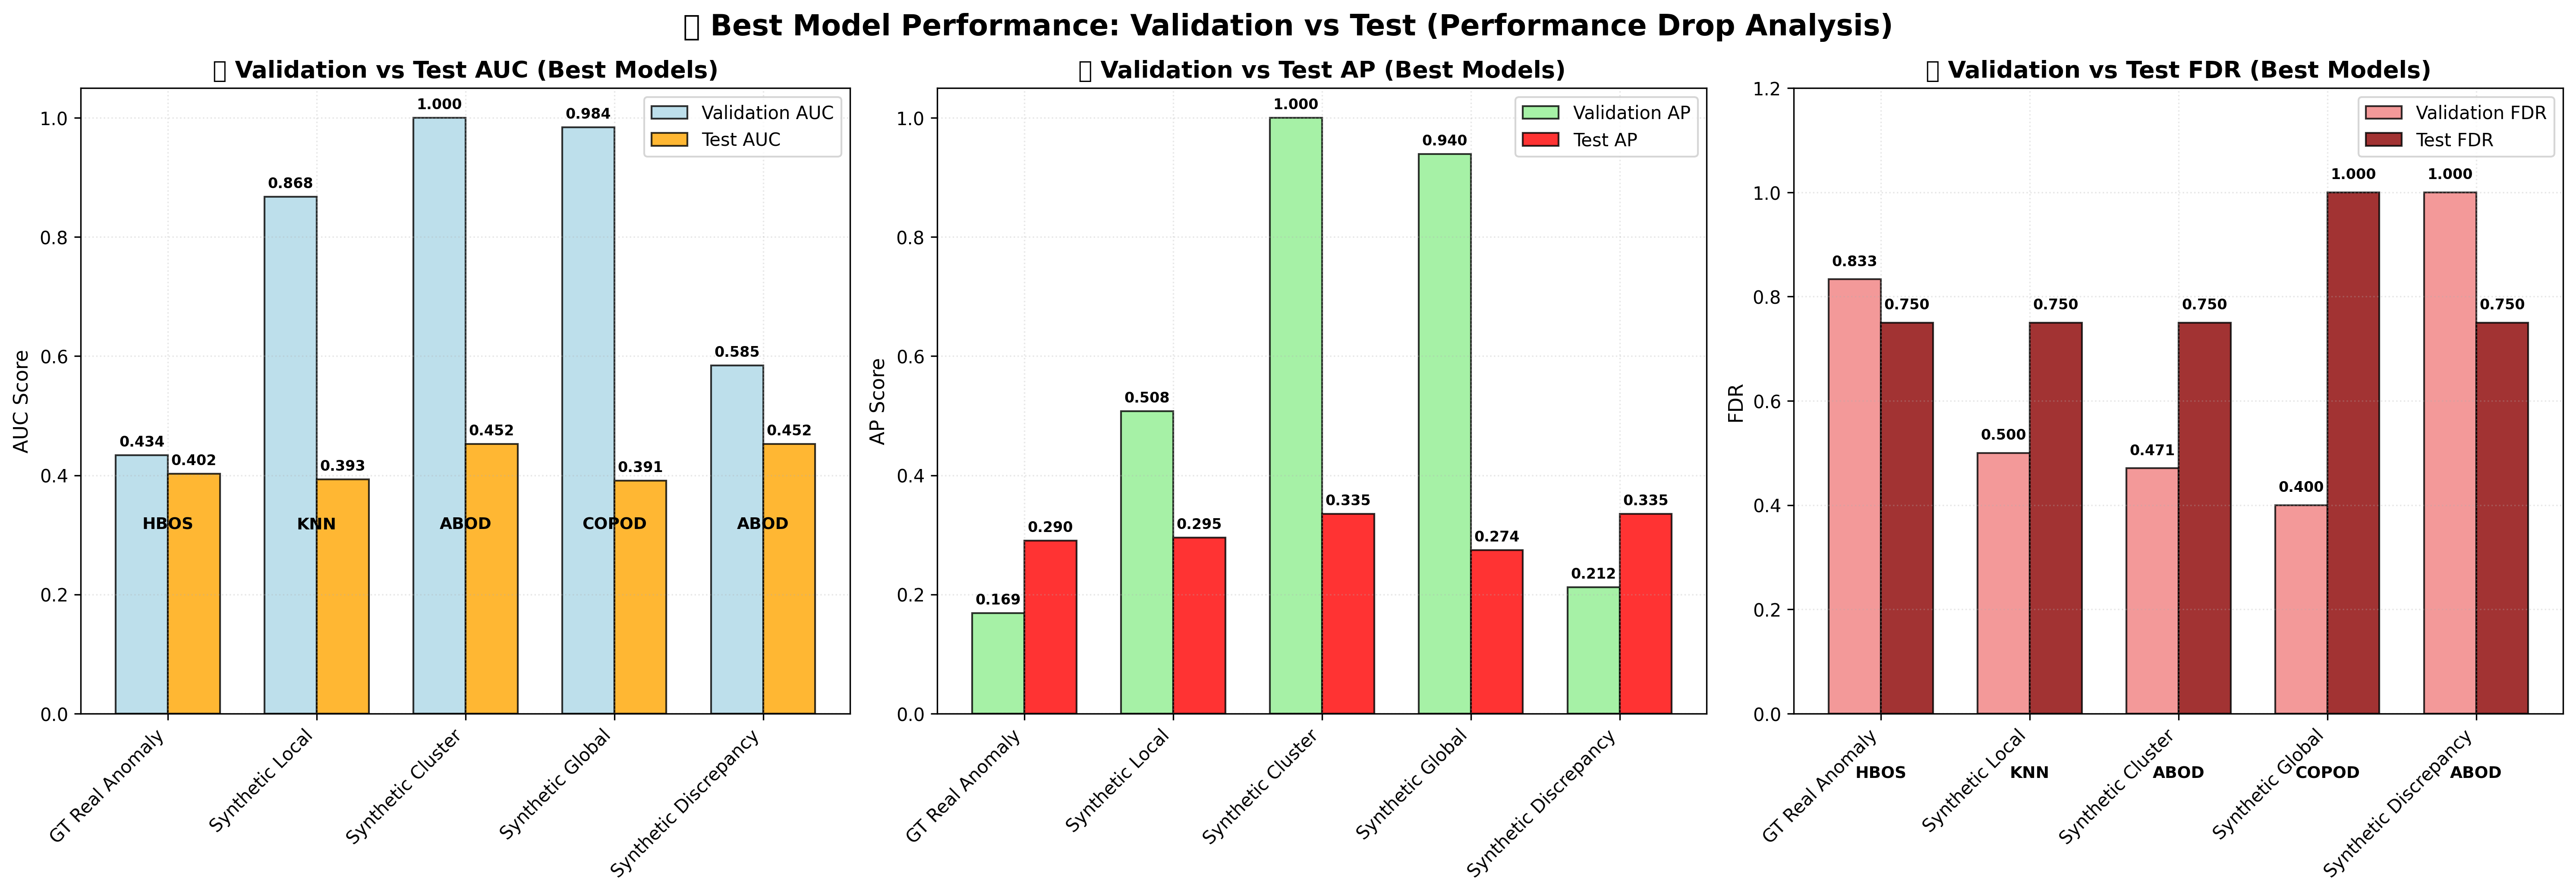 Best Model Performance: Validation vs Test (Performance Drop Analysis)
Validation vs Test AUC (Best Models)
AUC Score
1.0
0.8
0.6
0.4
0.2
0.0
Validation AUC
Test AUC
0.434
0.402
0.868
0.393
1.000
0.452
0.984
0.391
0.585
0.452
HBOS
KNN
ABOD
COPOD
ABOD
GT Real Anomaly
Synthetic Local
Synthetic Cluster
Synthetic Global
Synthetic Discrepancy
Validation vs Test AP (Best Models)
AP Score
1.0
0.8
0.6
0.4
0.2
0.0
Validation AP
Test AP
0.169
0.290
0.508
0.295
1.000
0.335
0.940
0.274
0.212
0.335
GT Real Anomaly
Synthetic Local
Synthetic Cluster
Synthetic Global
Synthetic Discrepancy
Validation vs Test FDR (Best Models)
FDR
1.2
1.0
0.8
0.6
0.4
0.2
0.0
Validation FDR
Test FDR
0.833
0.750
0.500
0.750
0.471
0.750
0.400
1.000
1.000
0.750
GT Real Anomaly
Synthetic Local
Synthetic Cluster
Synthetic Global
Synthetic Discrepancy
HBOS
KNN
ABOD
COPOD
ABOD